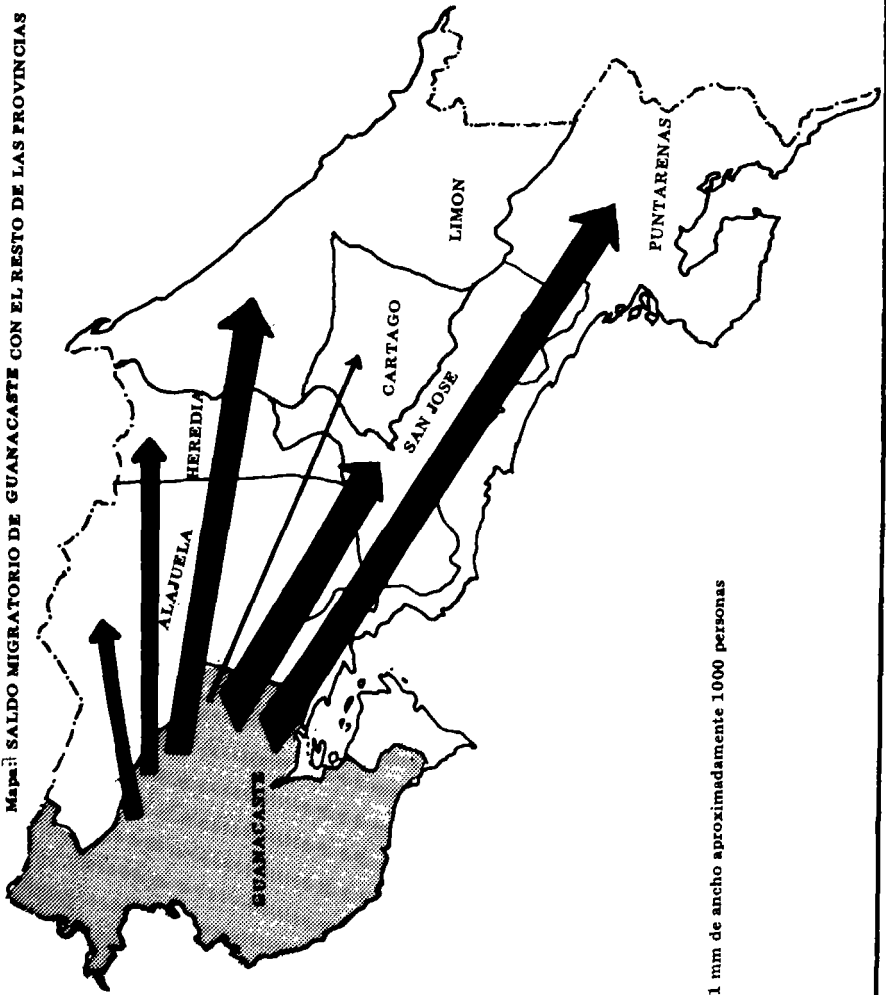 Mapa: SALDO MIGRATORIO DE GUANACASTE CON EL RESTO DE LAS PROVINCIAS
ALAJUELA
HEREDIA
LIMON
CARTAGO
SAN JOSE
PUNTARENAS
GUANACASTE
1 mm de ancho aproximadamente 1000 personas